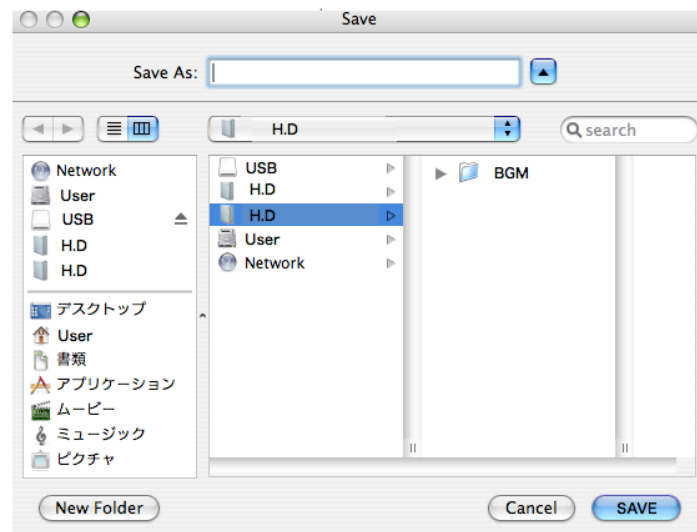 Save
Save As:
H.D
search
Network
User
USB
H.D
H.D
デスクトップ
User
書類
アプリケーション
ムービー
ミュージック
ピクチャ
USB
H.D
H.D
User
Network
BGM
New Folder
Cancel
SAVE